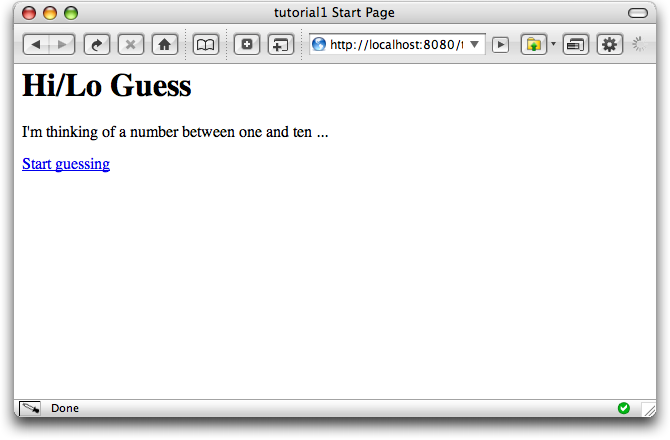 tutorial1 Start Page
http://localhost:8080/t
Hi/Lo Guess
I'm thinking of a number between one and ten ...
Start guessing
Done